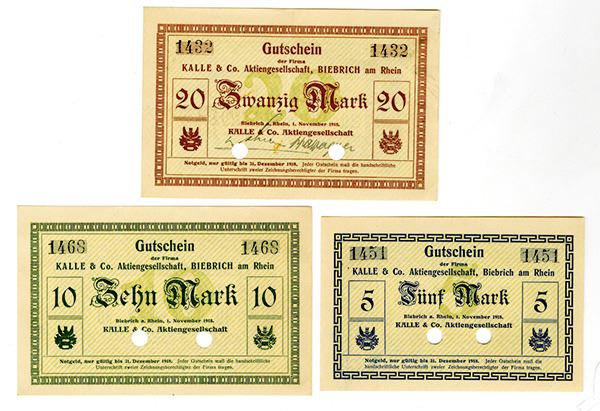 1432 Gutschein 1432
der Firma
KALLE & Co. Aktiengesellschaft, BIEBRICH am Rhein
20 Zwanzig Mark 20
Biebrich a. Rhein, 1. November 1918.
KALLE & Co. Aktiengesellschaft
Notgeld, nur gültig bis 31. Dezember 1918. Jeder Gutschein muß die handschriftliche
Unterschrift zweier Zeichnungsberechtigter der Firma tragen.
1468 Gutschein 1468
der Firma
KALLE & Co. Aktiengesellschaft, BIEBRICH am Rhein
10 Zehn Mark 10
Biebrich a. Rhein, 1. November 1918.
KALLE & Co. Aktiengesellschaft
Notgeld, nur gültig bis 31. Dezember 1918. Jeder Gutschein muß die handschriftliche
Unterschrift zweier Zeichnungsberechtigter der Firma tragen.
1451 Gutschein 1451
der Firma
KALLE & Co. Aktiengesellschaft, Biebrich am Rhein
5 Fünf Mark 5
Biebrich a. Rhein, 1. November 1918.
KALLE & Co. Aktiengesellschaft
Notgeld, nur gültig bis 31. Dezember 1918. Jeder Gutschein muß die handschriftliche
Unterschrift zweier Zeichnungsberechtigter der Firma tragen.